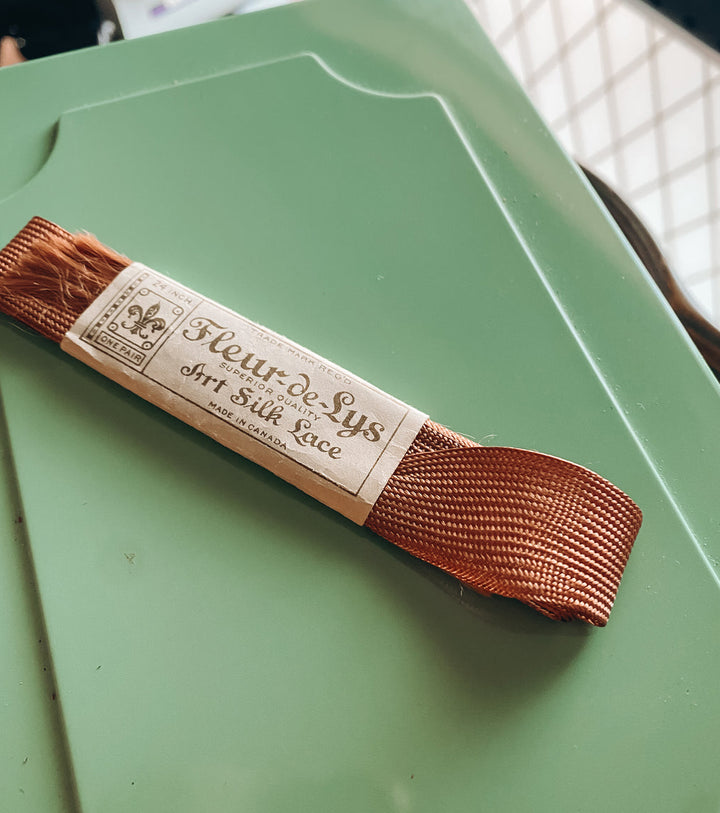 24 INCH
ONE PAIR
TRADE MARK REG'D
Fleur-de-Lys
SUPERIOR QUALITY
Art Silk Lace
MADE IN CANADA